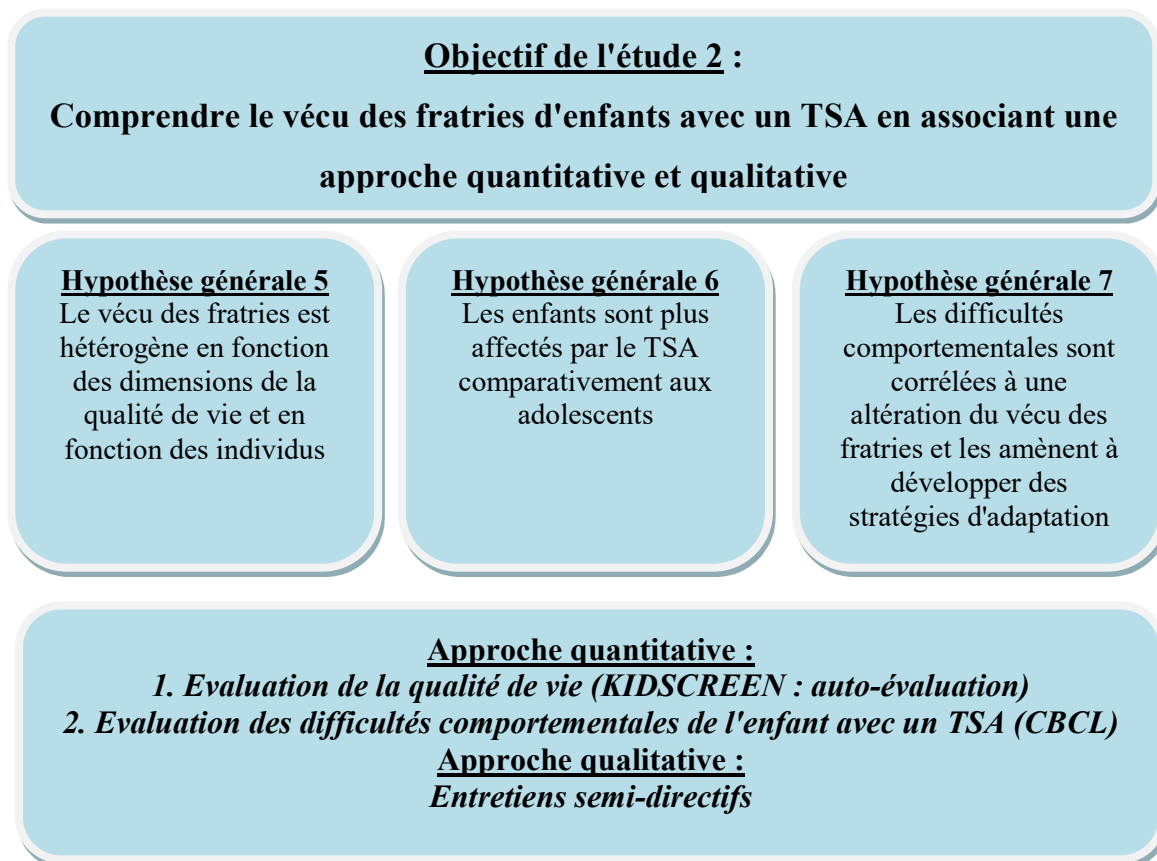 Objectif de l'étude 2 :
Comprendre le vécu des fratries d'enfants avec un TSA en associant une
approche quantitative et qualitative
Hypothèse générale 5
Le vécu des fratries est
hétérogène en fonction
des dimensions de la
qualité de vie et en
fonction des individus
Hypothèse générale 6
Les enfants sont plus
affectés par le TSA
comparativement aux
adolescents
Hypothèse générale 7
Les difficultés
comportementales sont
corrélées à une
altération du vécu des
fratries et les amènent à
développer des
stratégies d'adaptation
Approche quantitative :
1. Evaluation de la qualité de vie (KIDSCREEN : auto-évaluation)
2. Evaluation des difficultés comportementales de l'enfant avec un TSA (CBCL)
Approche qualitative :
Entretiens semi-directifs